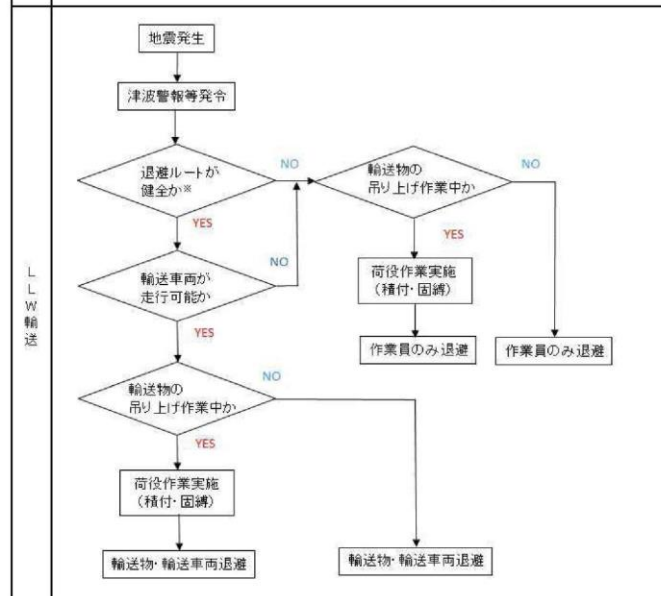 地震発生
津波警報等発令
退避ルートが
健全か※
NO
輸送物の
吊り上げ作業中か
NO
YES
YES
輸送車両が
走行可能か
NO
荷役作業実施
(積付・固縛)
YES
作業員のみ退避
作業員のみ退避
輸送物の
吊り上げ作業中か
NO
YES
荷役作業実施
(積付・固縛)
輸送物・輸送車両退避
輸送物・輸送車両退避
LLW輸送